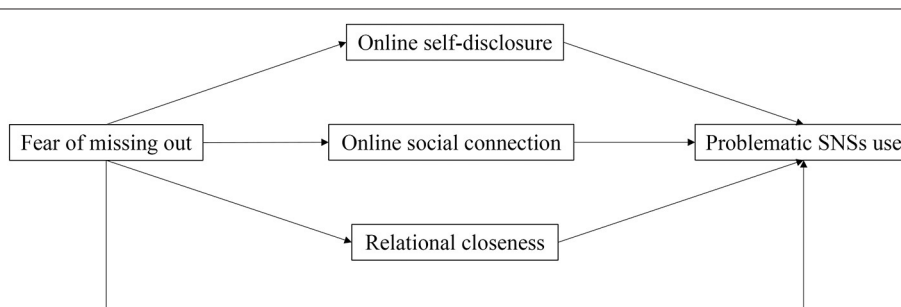 Online self-disclosure
Fear of missing out
Online social connection
Problematic SNSs use
Relational closeness